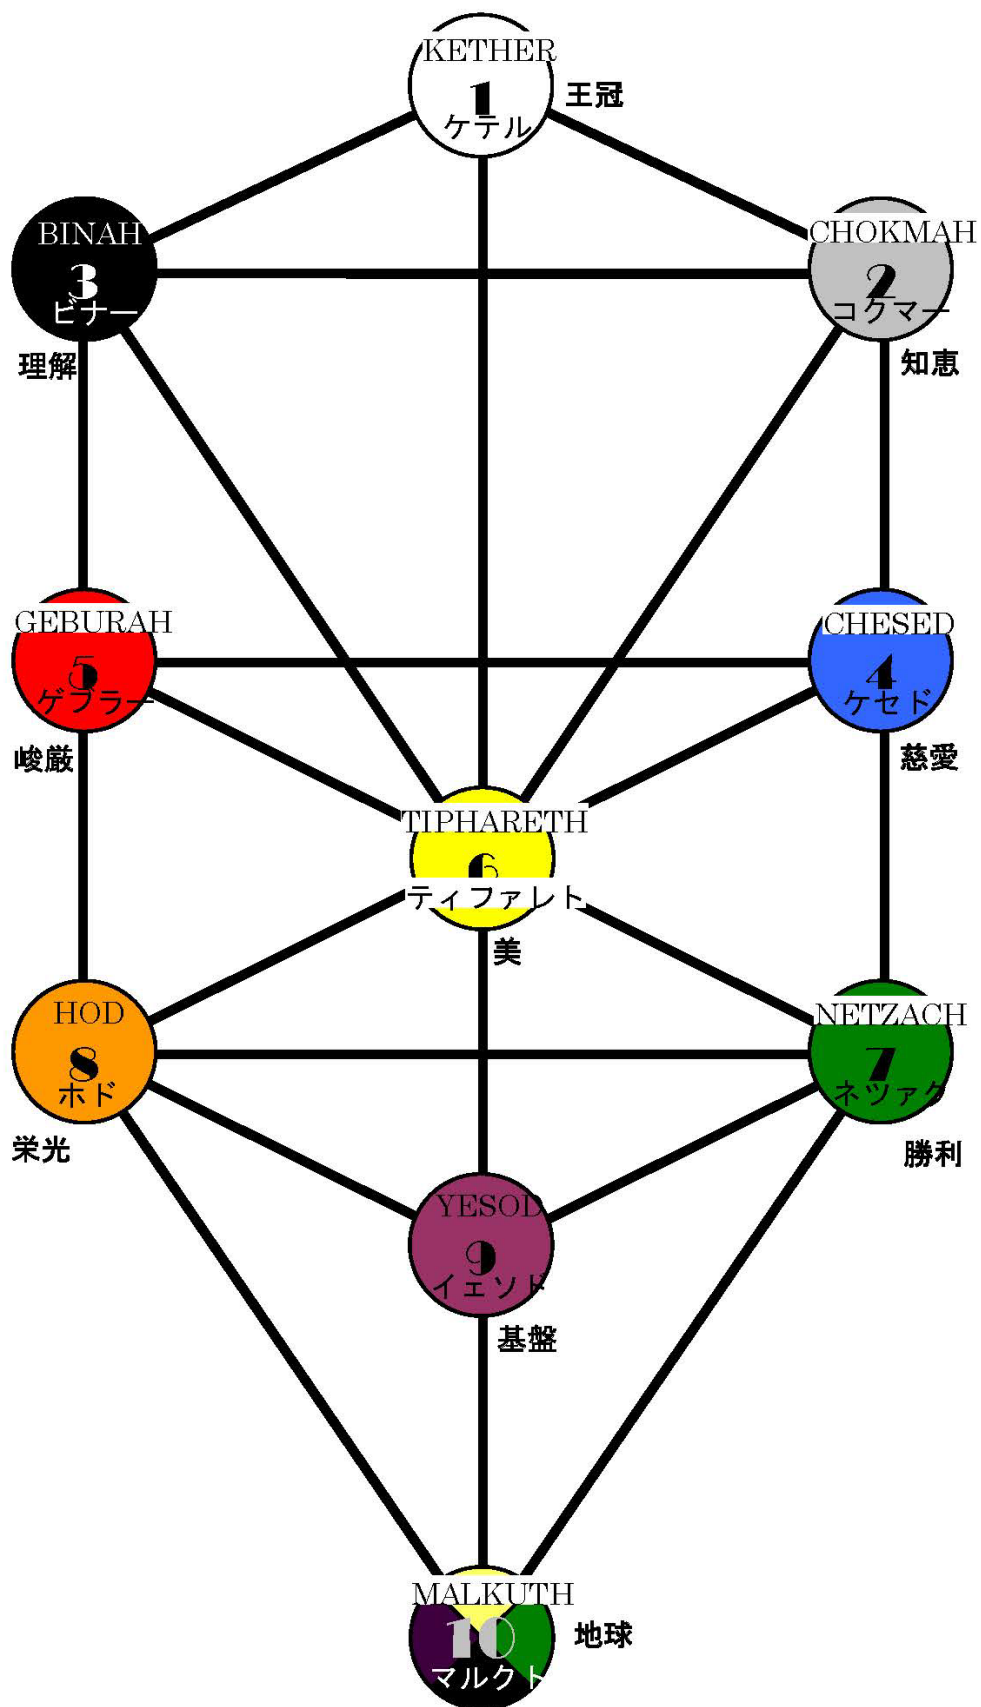 KETHER
1
ケテル
王冠
BINAH
3
ビナー
理解
CHOKMAH
2
コクマー
知恵
GEBURAH
5
ゲブラー
峻厳
CHESED
4
ケセド
慈愛
TIPHARETH
6
ティファレト
美
HOD
8
ホド
栄光
NETZACH
7
ネツァク
勝利
YESOD
9
イェソド
基盤
MALKUTH
10
マルクト
地球